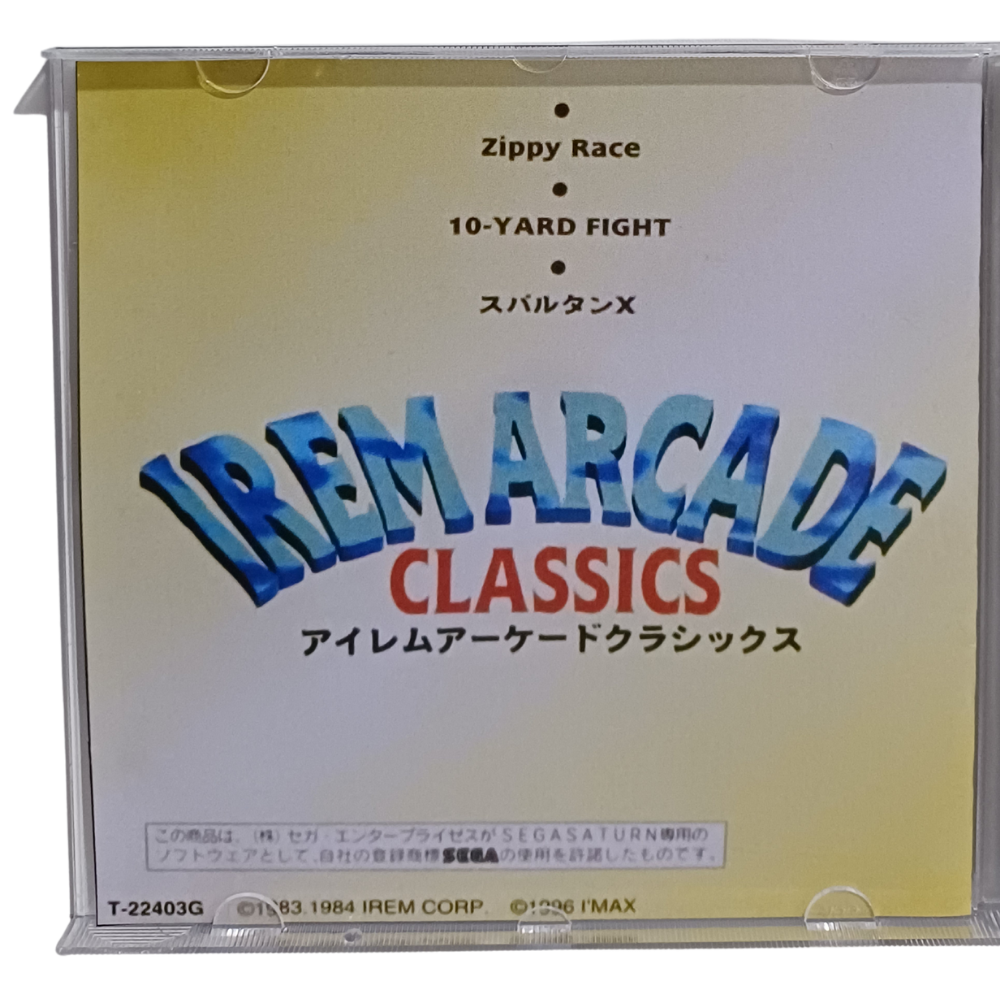 Zippy Race
10-YARD FIGHT
スパルタンX
IREM ARCADE
CLASSICS
アイレムアーケードクラシックス
この商品は、(株)セガ・エンタープライゼスがSEGASATURN専用の
ソフトウェアとして、自社の登録商標SEGAの使用を許諾したものです。
T-22403G ©1983.1984 IREM CORP. ©1996 I'MAX